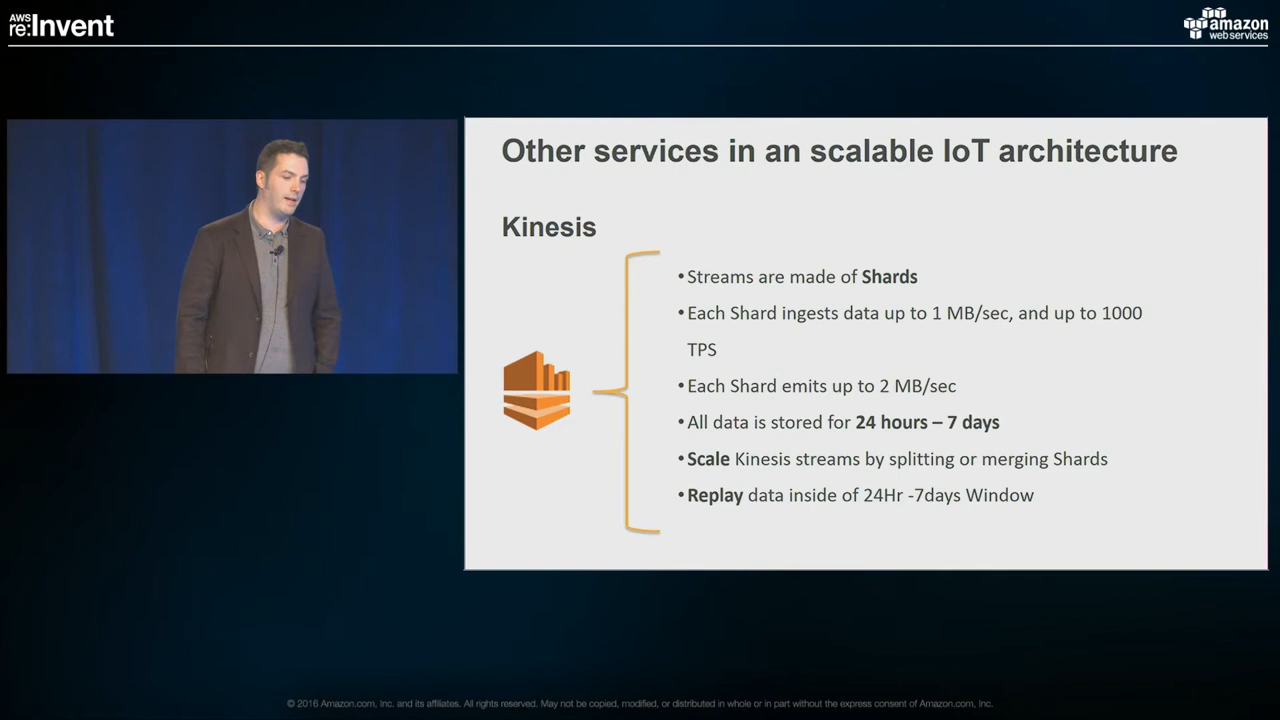 AWS
re:Invent
amazon
web services
Other services in an scalable IoT architecture
Kinesis
•Streams are made of Shards
•Each Shard ingests data up to 1 MB/sec, and up to 1000
TPS
•Each Shard emits up to 2 MB/sec
•All data is stored for 24 hours – 7 days
•Scale Kinesis streams by splitting or merging Shards
•Replay data inside of 24Hr -7days Window
© 2016 Amazon.com, Inc. and its affiliates. All rights reserved. May not be copied, modified, or distributed in whole or in part without the express consent of Amazon.com, Inc.